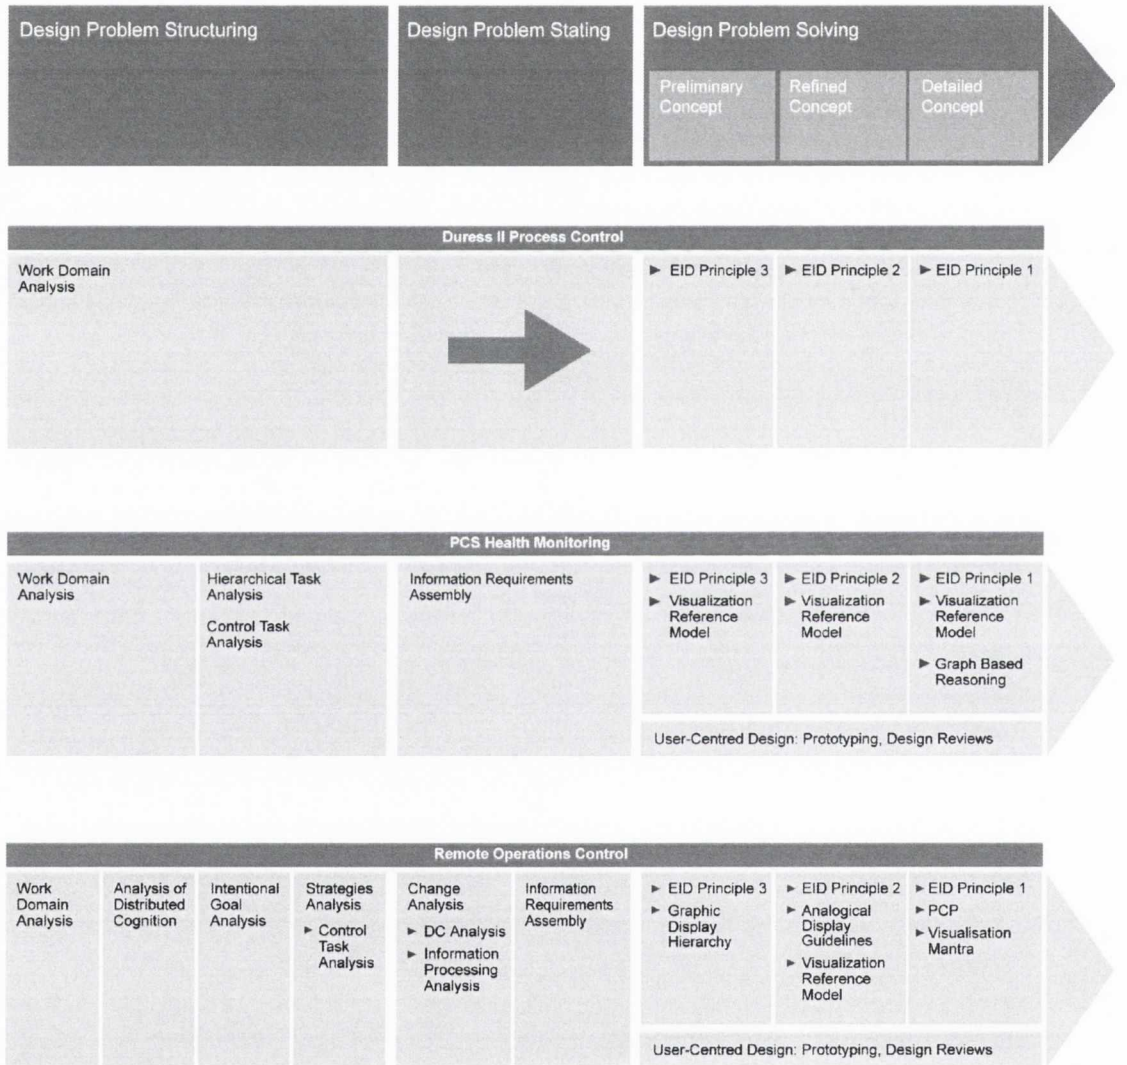 Design Problem Structuring
Design Problem Stating
Design Problem Solving
Preliminary
Concept
Refined
Concept
Detailed
Concept
Duress II Process Control
Work Domain
Analysis
► EID Principle 3
► EID Principle 2
► EID Principle 1
PCS Health Monitoring
Work Domain
Analysis
Hierarchical Task
Analysis
Control Task
Analysis
Information Requirements
Assembly
► EID Principle 3
► Visualization
Reference
Model
► EID Principle 2
► Visualization
Reference
Model
► EID Principle 1
► Visualization
Reference
Model
► Graph Based
Reasoning
User-Centred Design: Prototyping, Design Reviews
Remote Operations Control
Work
Domain
Analysis
Analysis of
Distributed
Cognition
Intentional
Goal
Analysis
Strategies
Analysis
► Control
Task
Analysis
Change
Analysis
► DC Analysis
► Information
Processing
Analysis
Information
Requirements
Assembly
► EID Principle 3
► Graphic
Display
Hierarchy
► EID Principle 2
► Analogical
Display
Guidelines
► Visualization
Reference
Model
► EID Principle 1
► PCP
► Visualisation
Mantra
User-Centred Design: Prototyping, Design Reviews